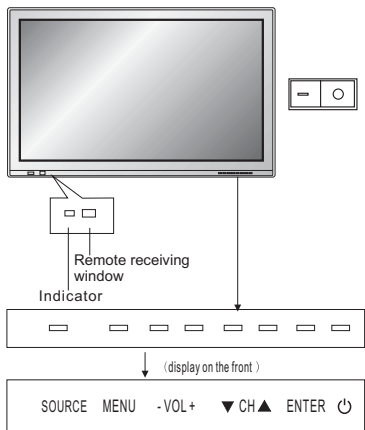 Remote receiving
window
Indicator
（display on the front ）
SOURCE MENU - VOL + ▼ CH ▲ ENTER ⏻